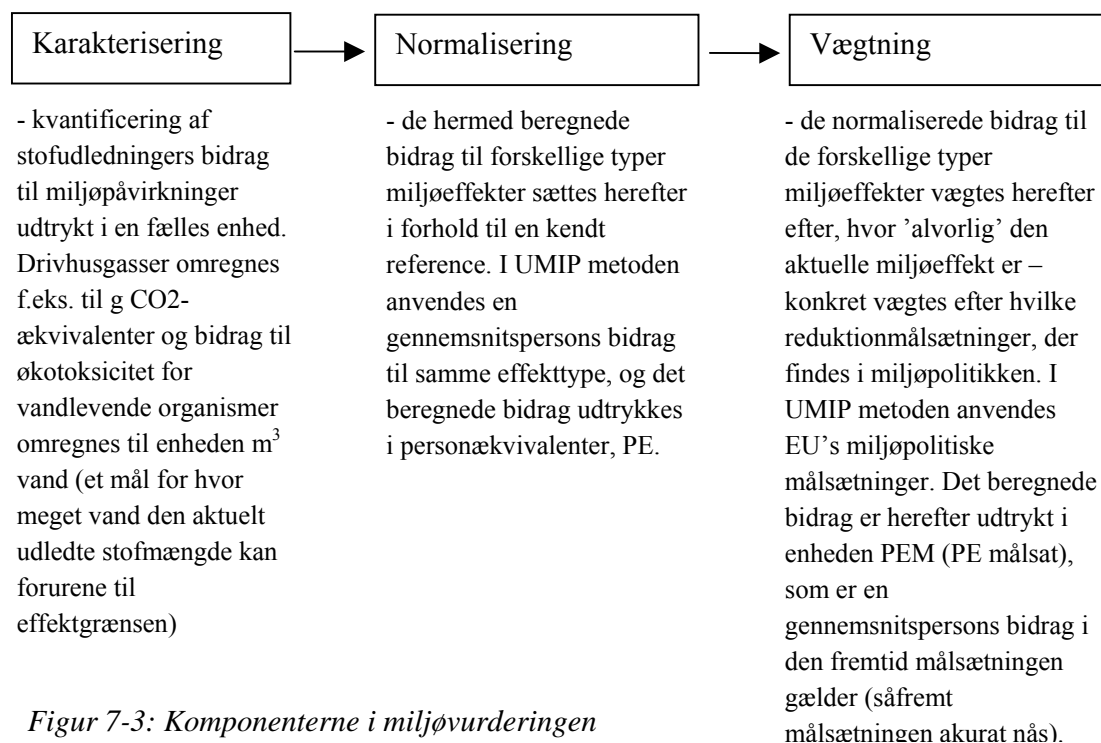 Karakterisering
- kvantificering af
stofudledningers bidrag
til miljøpåvirkninger
udtrykt i en fælles enhed.
Drivhusgasser omregnes
f.eks. til g CO2-
ækvivalenter og bidrag til
økotoksicitet for
vandlevende organismer
omregnes til enheden m³
vand (et mål for hvor
meget vand den aktuelt
udledte stofmængde kan
forurene til
effektgrænsen)
Normalisering
- de hermed beregnede
bidrag til forskellige typer
miljøeffekter sættes herefter
i forhold til en kendt
reference. I UMIP metoden
anvendes en
gennemsnitspersons bidrag
til samme effekttype, og det
beregnede bidrag udtrykkes
i personækvivalenter, PE.
Vægtning
- de normaliserede bidrag til
de forskellige typer
miljøeffekter vægtes herefter
efter, hvor ’alvorlig’ den
aktuelle miljøeffekt er –
konkret vægtes efter hvilke
reduktionmålsætninger, der
findes i miljøpolitikken. I
UMIP metoden anvendes
EU’s miljøpolitiske
målsætninger. Det beregnede
bidrag er herefter udtrykt i
enheden PEM (PE målsat),
som er en
gennemsnitspersons bidrag i
den fremtid målsætningen
gælder (såfremt
målsætningen akurat nås).
Figur 7-3: Komponenterne i miljøvurderingen